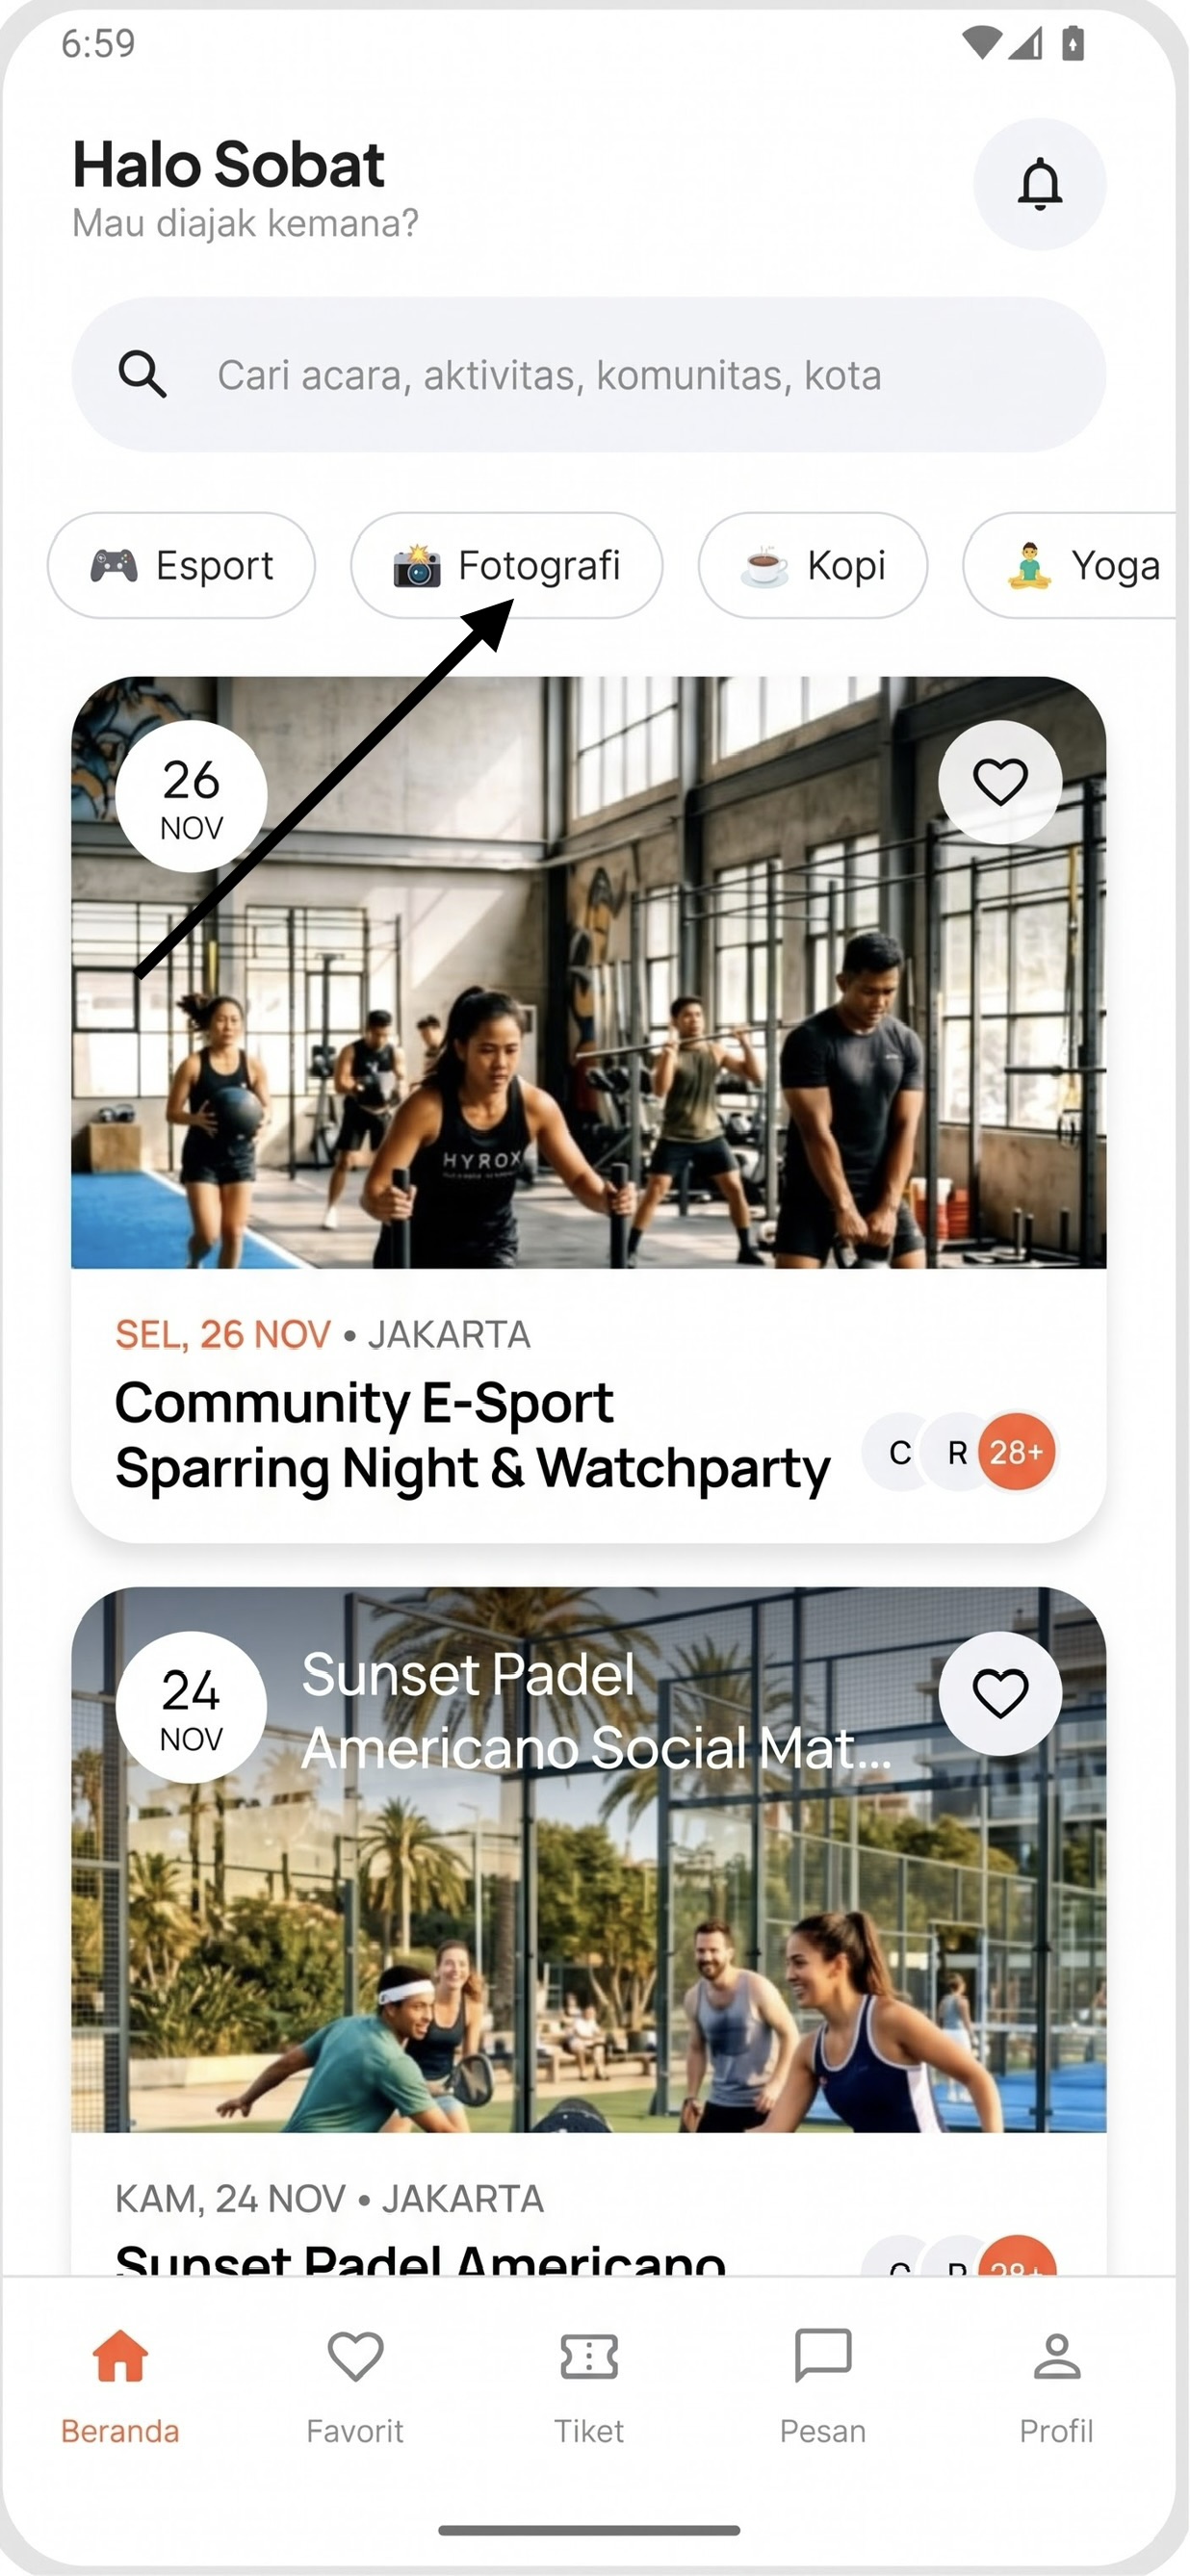 6:59
Halo Sobat
Mau diajak kemana?
Cari acara, aktivitas, komunitas, kota
Esport
Fotografi
Kopi
Yoga
26
NOV
HYROX
SEL, 26 NOV • JAKARTA
Community E-Sport
Sparring Night & Watchparty
C R 28+
24
NOV
Sunset Padel
Americano Social Mat...
KAM, 24 NOV • JAKARTA
Sunset Padel Americano
C R 28+
Beranda
Favorit
Tiket
Pesan
Profil